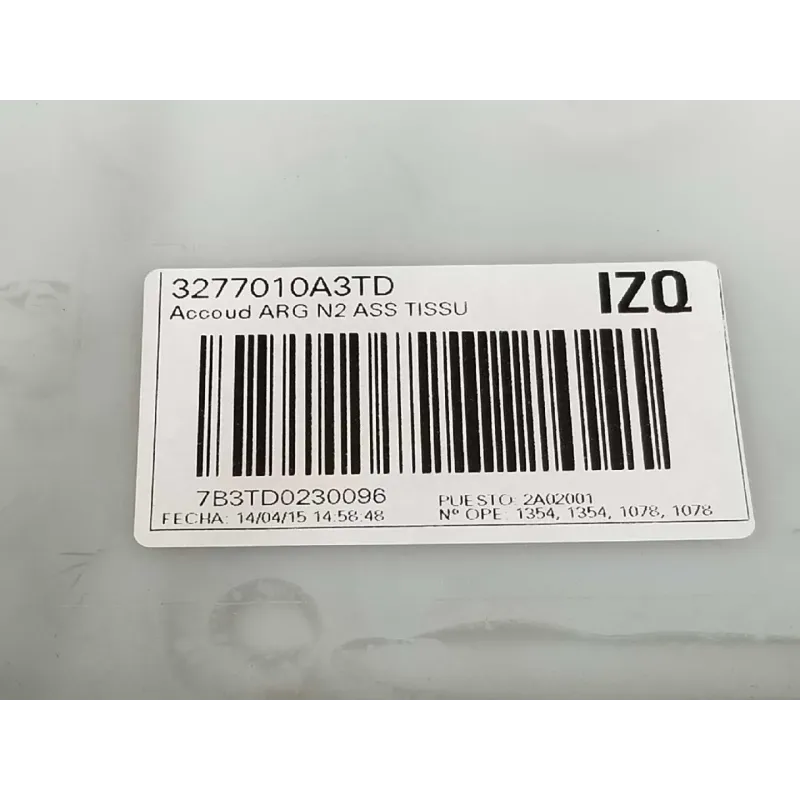 3277010A3TD
IZQ
Accoud ARG N2 ASS TISSU
7B3TD0230096
PUESTO: 2A02001
FECHA: 14/04/15 14:58:48
Nº OPE: 1354, 1354, 1078, 1078